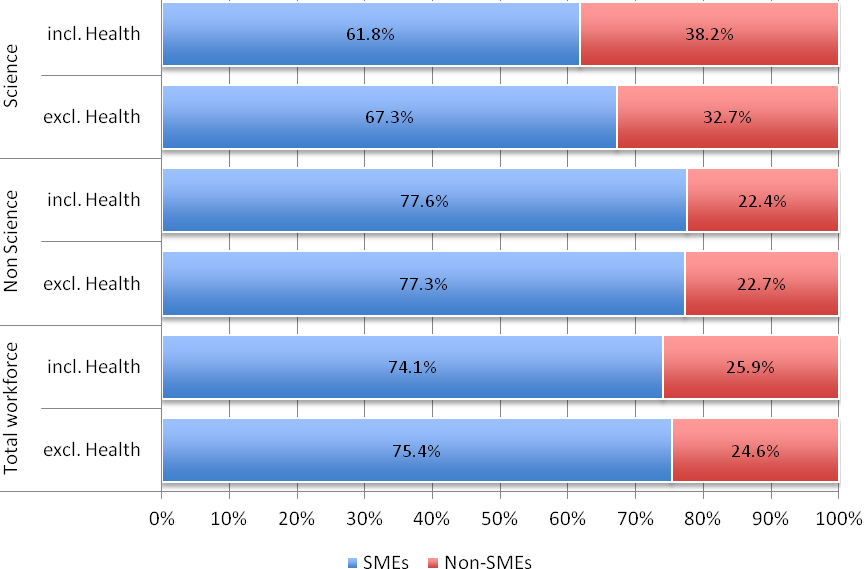 Science
incl. Health
61.8%
38.2%
excl. Health
67.3%
32.7%
Non Science
incl. Health
77.6%
22.4%
excl. Health
77.3%
22.7%
Total workforce
incl. Health
74.1%
25.9%
excl. Health
75.4%
24.6%
0% 10% 20% 30% 40% 50% 60% 70% 80% 90% 100%
SMEs Non-SMEs